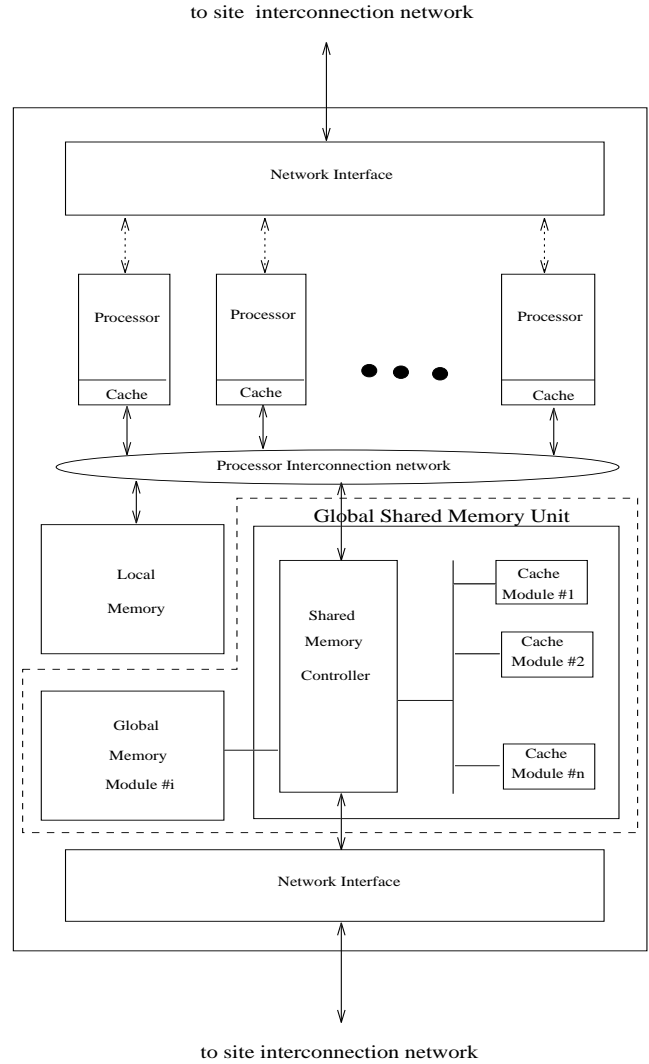 to site interconnection network
Network Interface
Processor
Cache
Processor
Cache
Processor
Cache
Processor Interconnection network
Global Shared Memory Unit
Local
Memory
Shared
Memory
Controller
Cache
Module #1
Cache
Module #2
Cache
Module #n
Global
Memory
Module #i
Network Interface
to site interconnection network